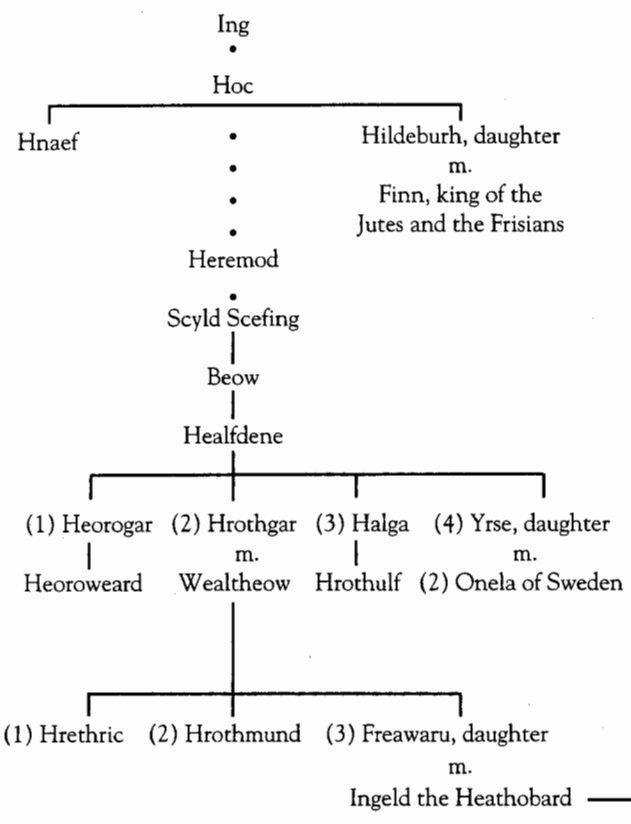 Ing
Hoc
Hnaef
Hildeburh, daughter
m.
Finn, king of the
Jutes and the Frisians
Heremod
Scyld Scefing
Beow
Healfdene
(1) Heorogar (2) Hrothgar (3) Halga (4) Yrse, daughter
m. m.
Heoroweard Wealtheow Hrothulf (2) Onela of Sweden
(1) Hrethric (2) Hrothmund (3) Freawaru, daughter
m.
Ingeld the Heathobard